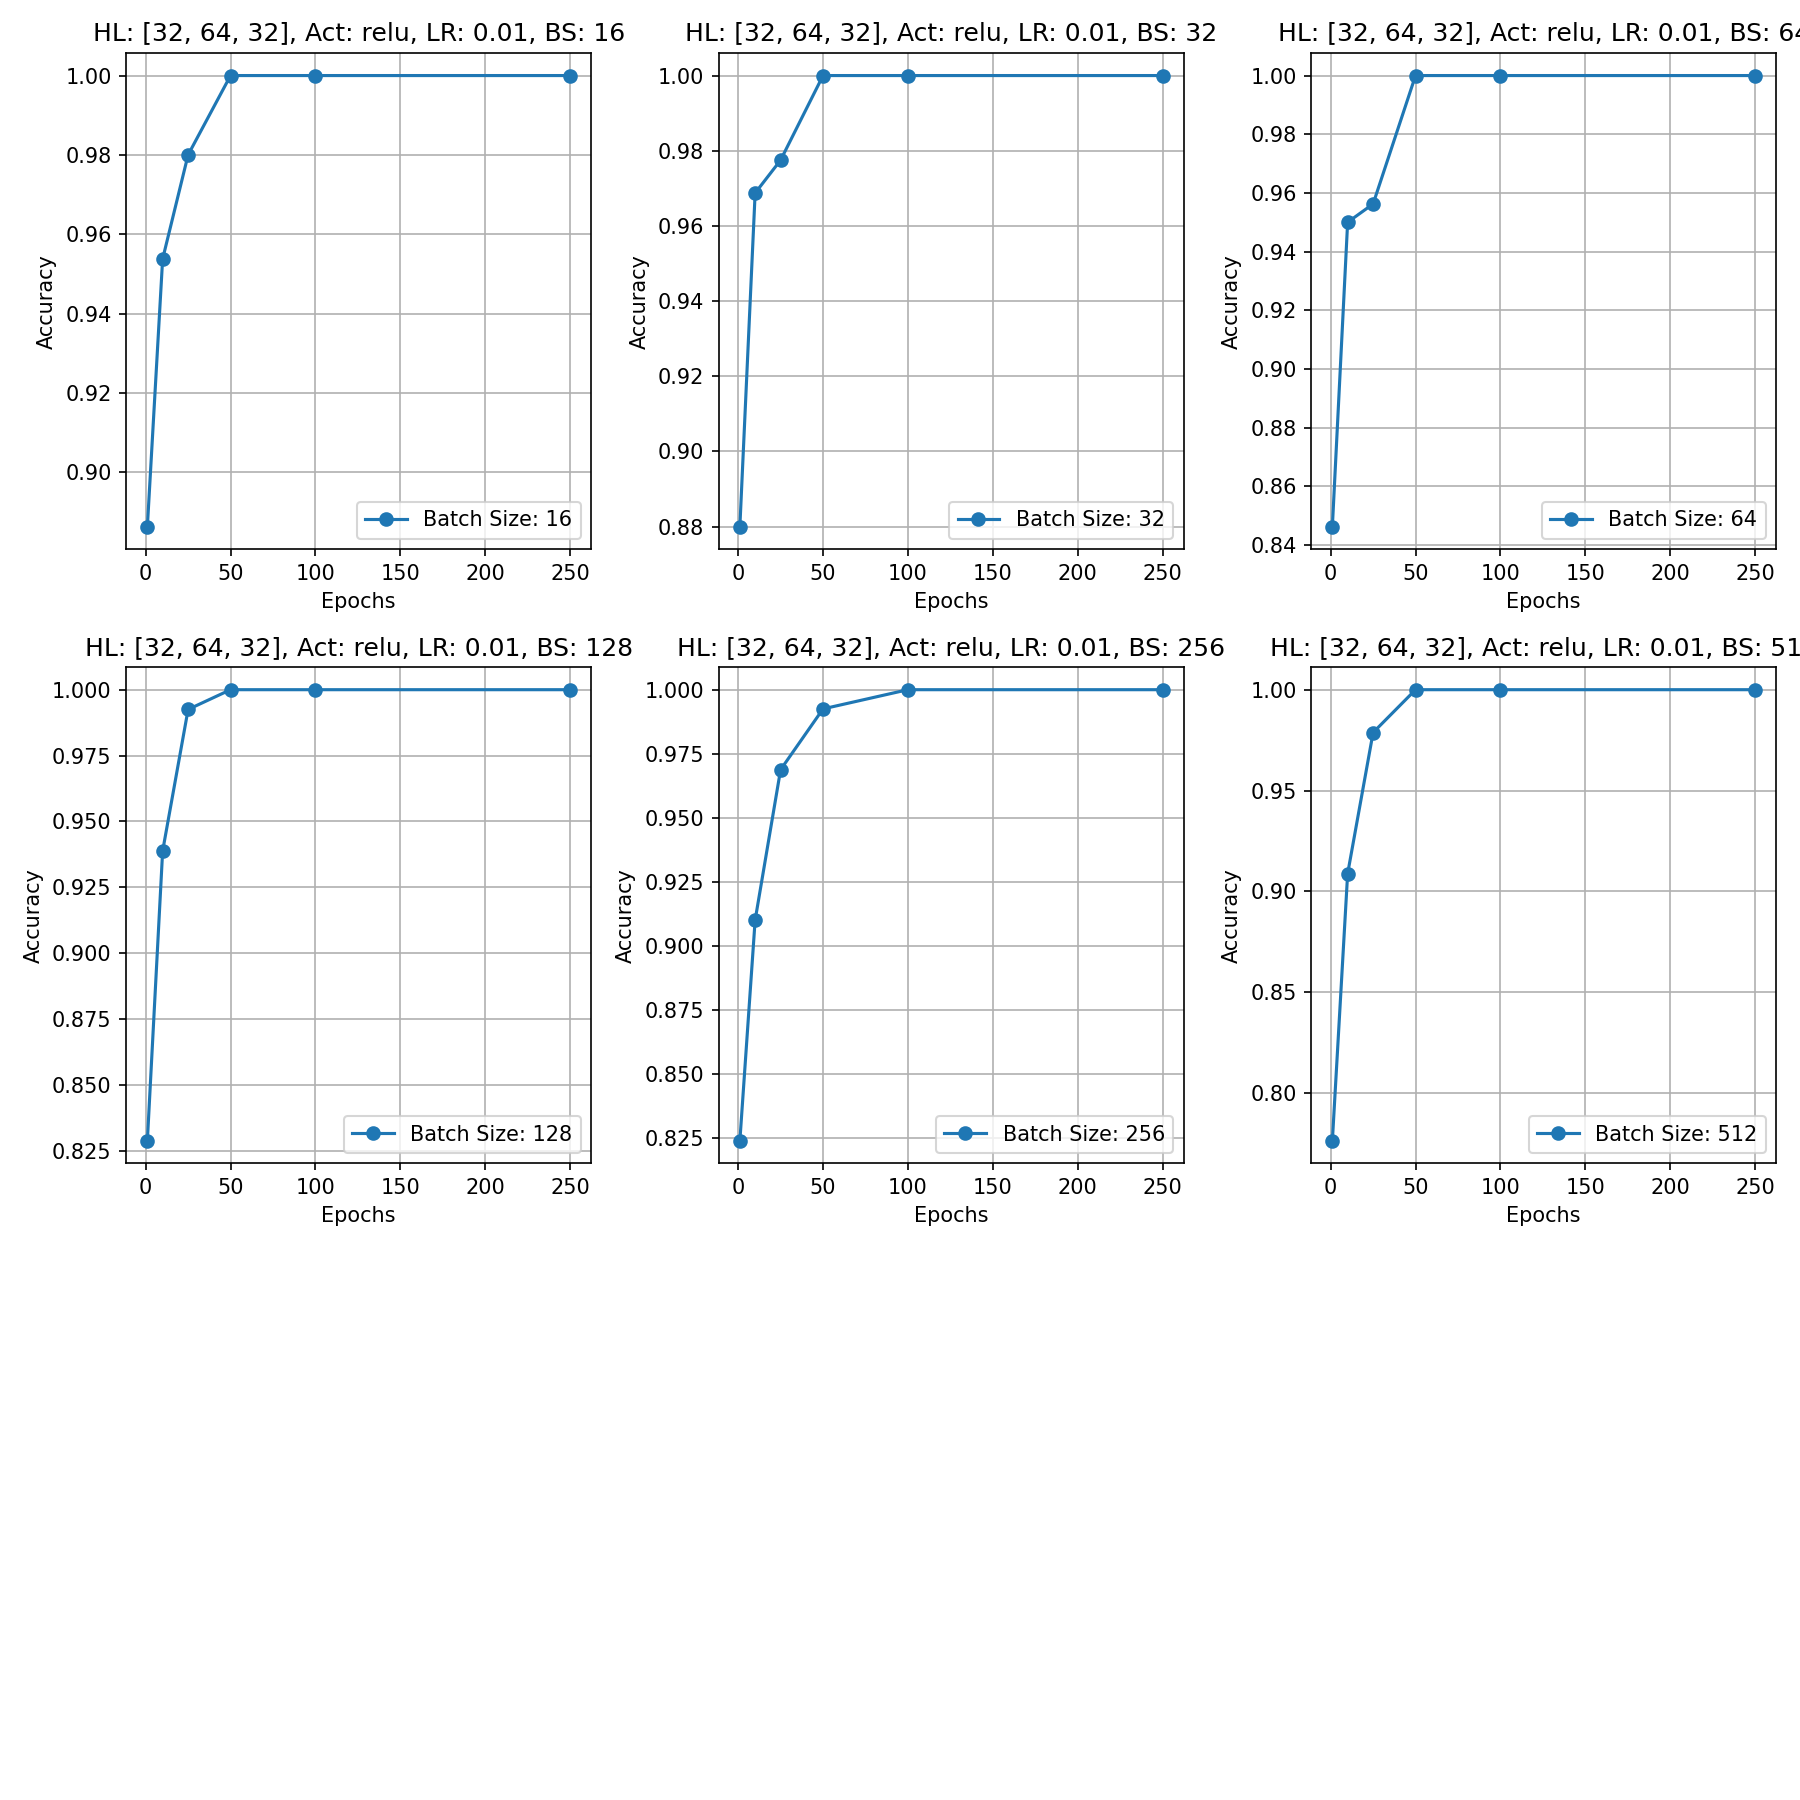 HL: [32, 64, 32], Act: relu, LR: 0.01, BS: 16
1.00
0.98
0.96
0.94
0.92
0.90
Accuracy
Batch Size: 16
0 50 100 150 200 250
Epochs
HL: [32, 64, 32], Act: relu, LR: 0.01, BS: 32
1.00
0.98
0.96
0.94
0.92
0.90
0.88
Accuracy
Batch Size: 32
0 50 100 150 200 250
Epochs
HL: [32, 64, 32], Act: relu, LR: 0.01, BS: 64
1.00
0.98
0.96
0.94
0.92
0.90
0.88
0.86
0.84
Accuracy
Batch Size: 64
0 50 100 150 200 250
Epochs
HL: [32, 64, 32], Act: relu, LR: 0.01, BS: 128
1.000
0.975
0.950
0.925
0.900
0.875
0.850
0.825
Accuracy
Batch Size: 128
0 50 100 150 200 250
Epochs
HL: [32, 64, 32], Act: relu, LR: 0.01, BS: 256
1.000
0.975
0.950
0.925
0.900
0.875
0.850
0.825
Accuracy
Batch Size: 256
0 50 100 150 200 250
Epochs
HL: [32, 64, 32], Act: relu, LR: 0.01, BS: 51
1.00
0.95
0.90
0.85
0.80
Accuracy
Batch Size: 512
0 50 100 150 200 250
Epochs